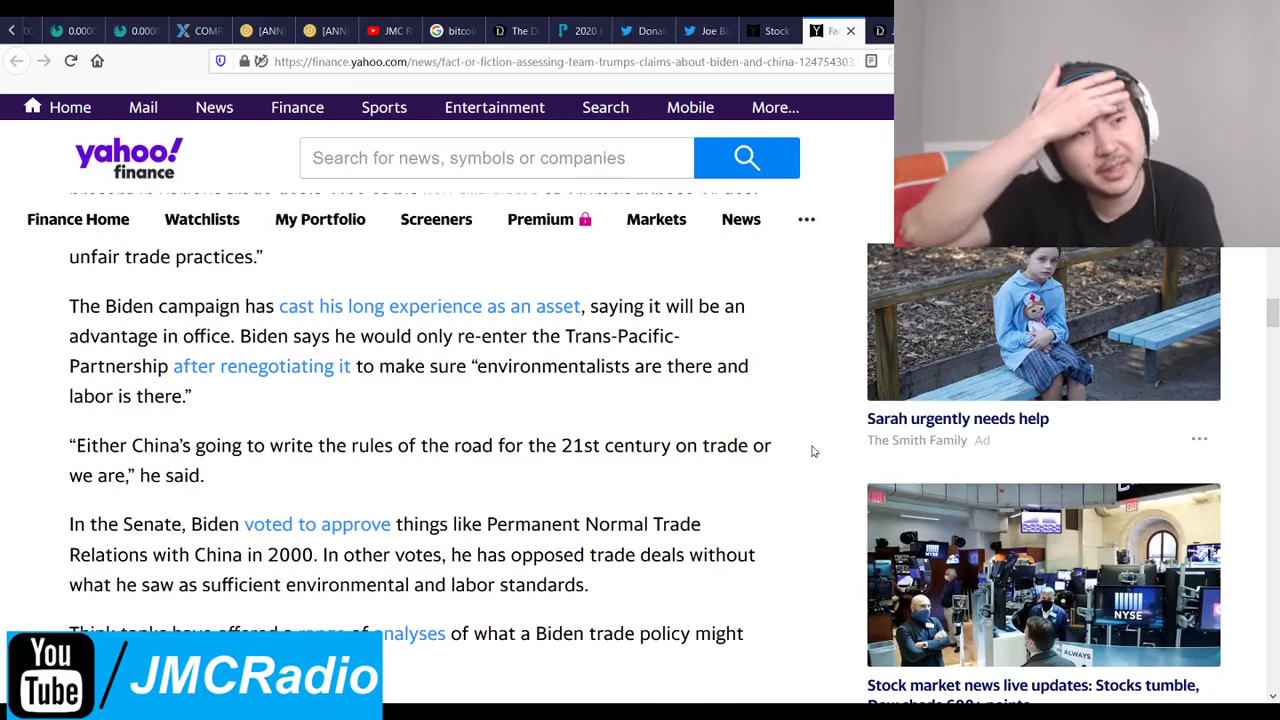 0.0000
0.0000
COMP
[ANN]
[ANN]
JMC R
bitcoi
The D
2020
Donal
Joe Bi
Stock
Fac
https://finance.yahoo.com/news/fact-or-fiction-assessing-team-trumps-claims-about-biden-and-china-124754303.
Home Mail News Finance Sports Entertainment Search Mobile More...
yahoo!
finance
Search for news, symbols or companies
Finance Home Watchlists My Portfolio Screeners Premium Markets News
unfair trade practices.”
The Biden campaign has cast his long experience as an asset, saying it will be an
advantage in office. Biden says he would only re-enter the Trans-Pacific-
Partnership after renegotiating it to make sure “environmentalists are there and
labor is there.”
“Either China’s going to write the rules of the road for the 21st century on trade or
we are,” he said.
In the Senate, Biden voted to approve things like Permanent Normal Trade
Relations with China in 2000. In other votes, he has opposed trade deals without
what he saw as sufficient environmental and labor standards.
Think tanks have offered a range of analyses of what a Biden trade policy might
Sarah urgently needs help
The Smith Family Ad
NYSE
NYSE
ALWAYS
Stock market news live updates: Stocks tumble,
You
Tube
JMCRadio